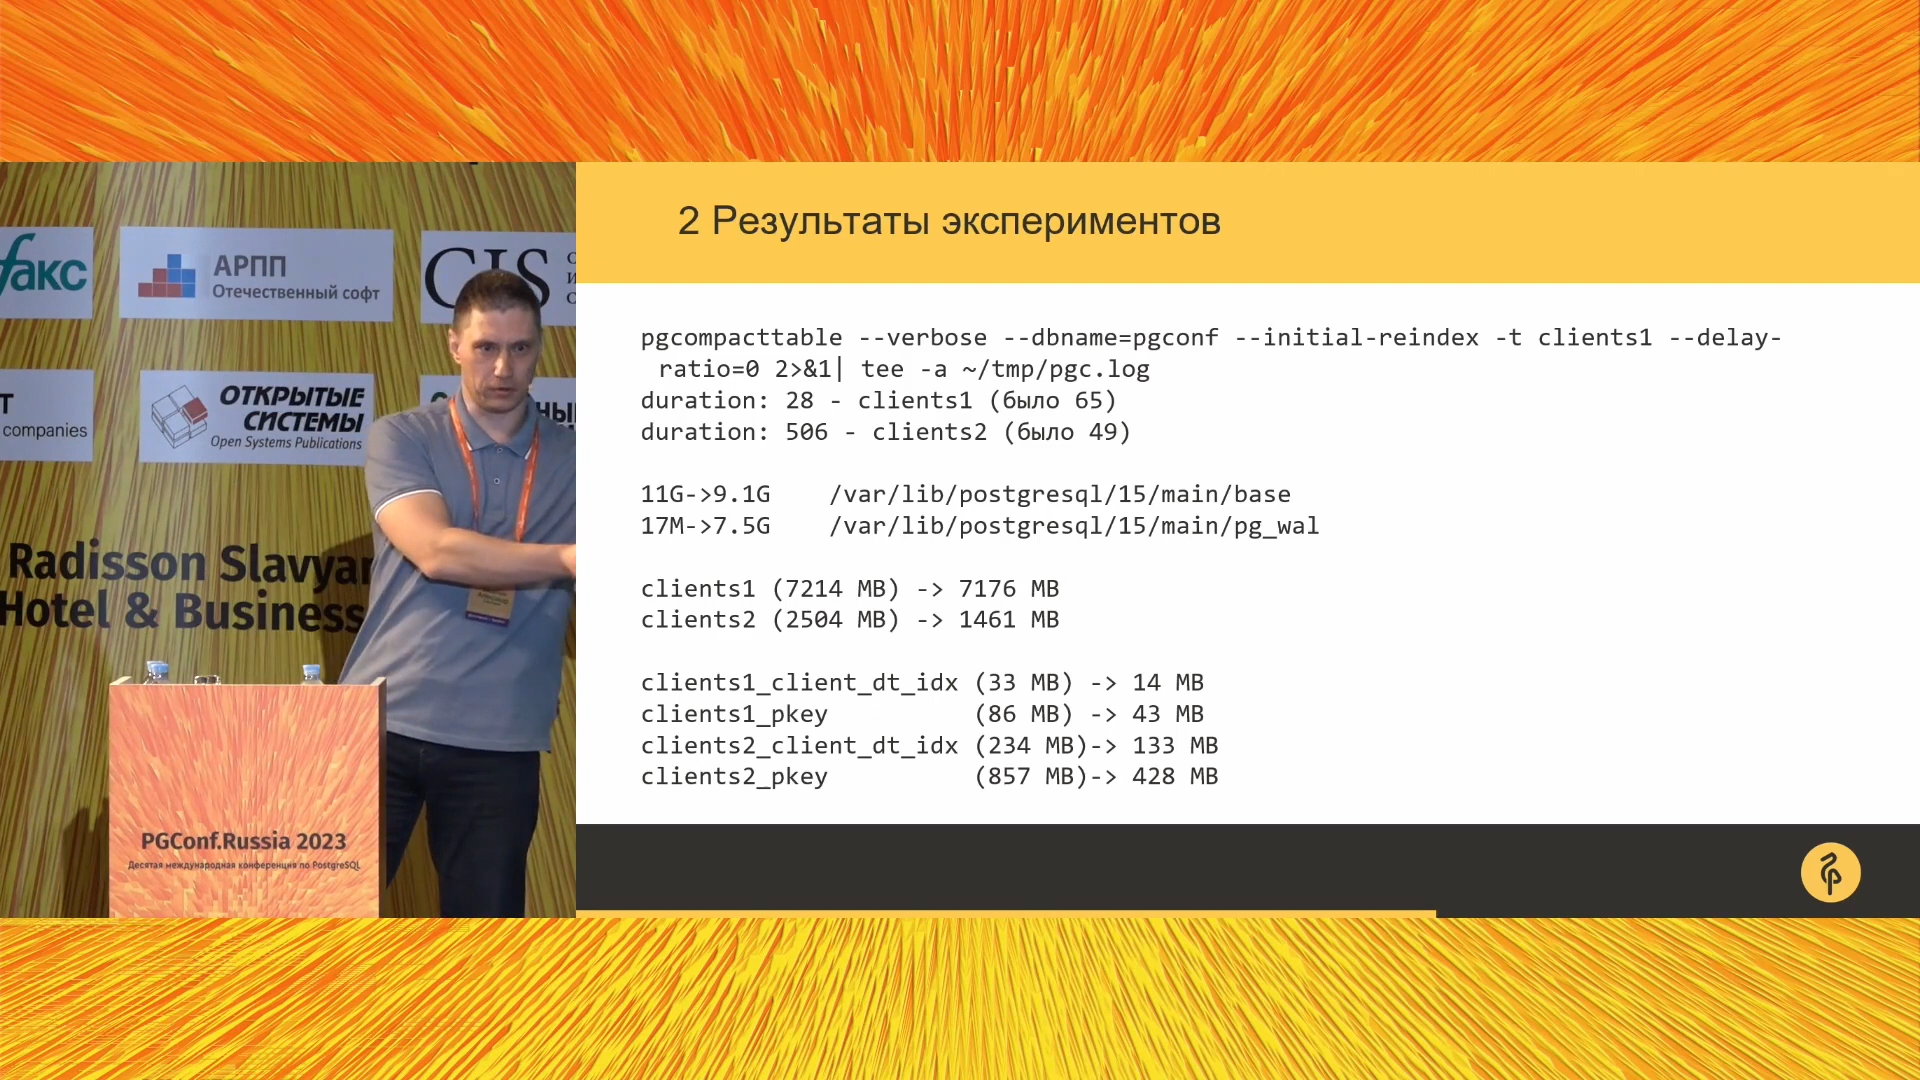 2 Результаты экспериментов
pgcompacttable --verbose --dbname=pgconf --initial-reindex -t clients1 --delay-
ratio=0 2>&1| tee -a ~/tmp/pgc.log
duration: 28 - clients1 (было 65)
duration: 506 - clients2 (было 49)
11G->9.1G /var/lib/postgresql/15/main/base
17M->7.5G /var/lib/postgresql/15/main/pg_wal
clients1 (7214 MB) -> 7176 MB
clients2 (2504 MB) -> 1461 MB
clients1_client_dt_idx (33 MB) -> 14 MB
clients1_pkey (86 MB) -> 43 MB
clients2_client_dt_idx (234 MB)-> 133 MB
clients2_pkey (857 MB)-> 428 MB
факс
АРПП
Отечественный софт
CIS
T
companies
ОТКРЫТЫЕ
СИСТЕМЫ
Open Systems Publications
Radisson Slavyan
Hotel & Business
PGConf.Russia 2023
Десятая международная конференция по PostgreSQL